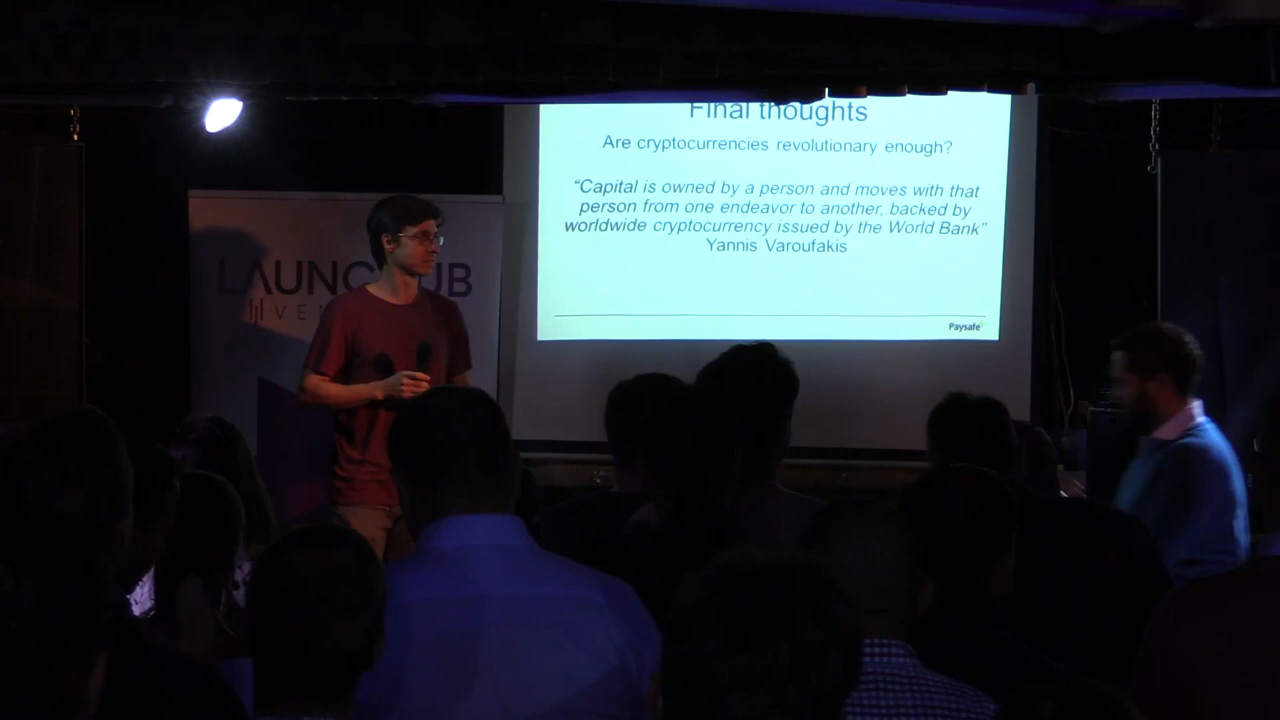 Final thoughts
Are cryptocurrencies revolutionary enough?
“Capital is owned by a person and moves with that
person from one endeavor to another, backed by
worldwide cryptocurrency issued by the World Bank”
Yannis Varoufakis
Paysafe